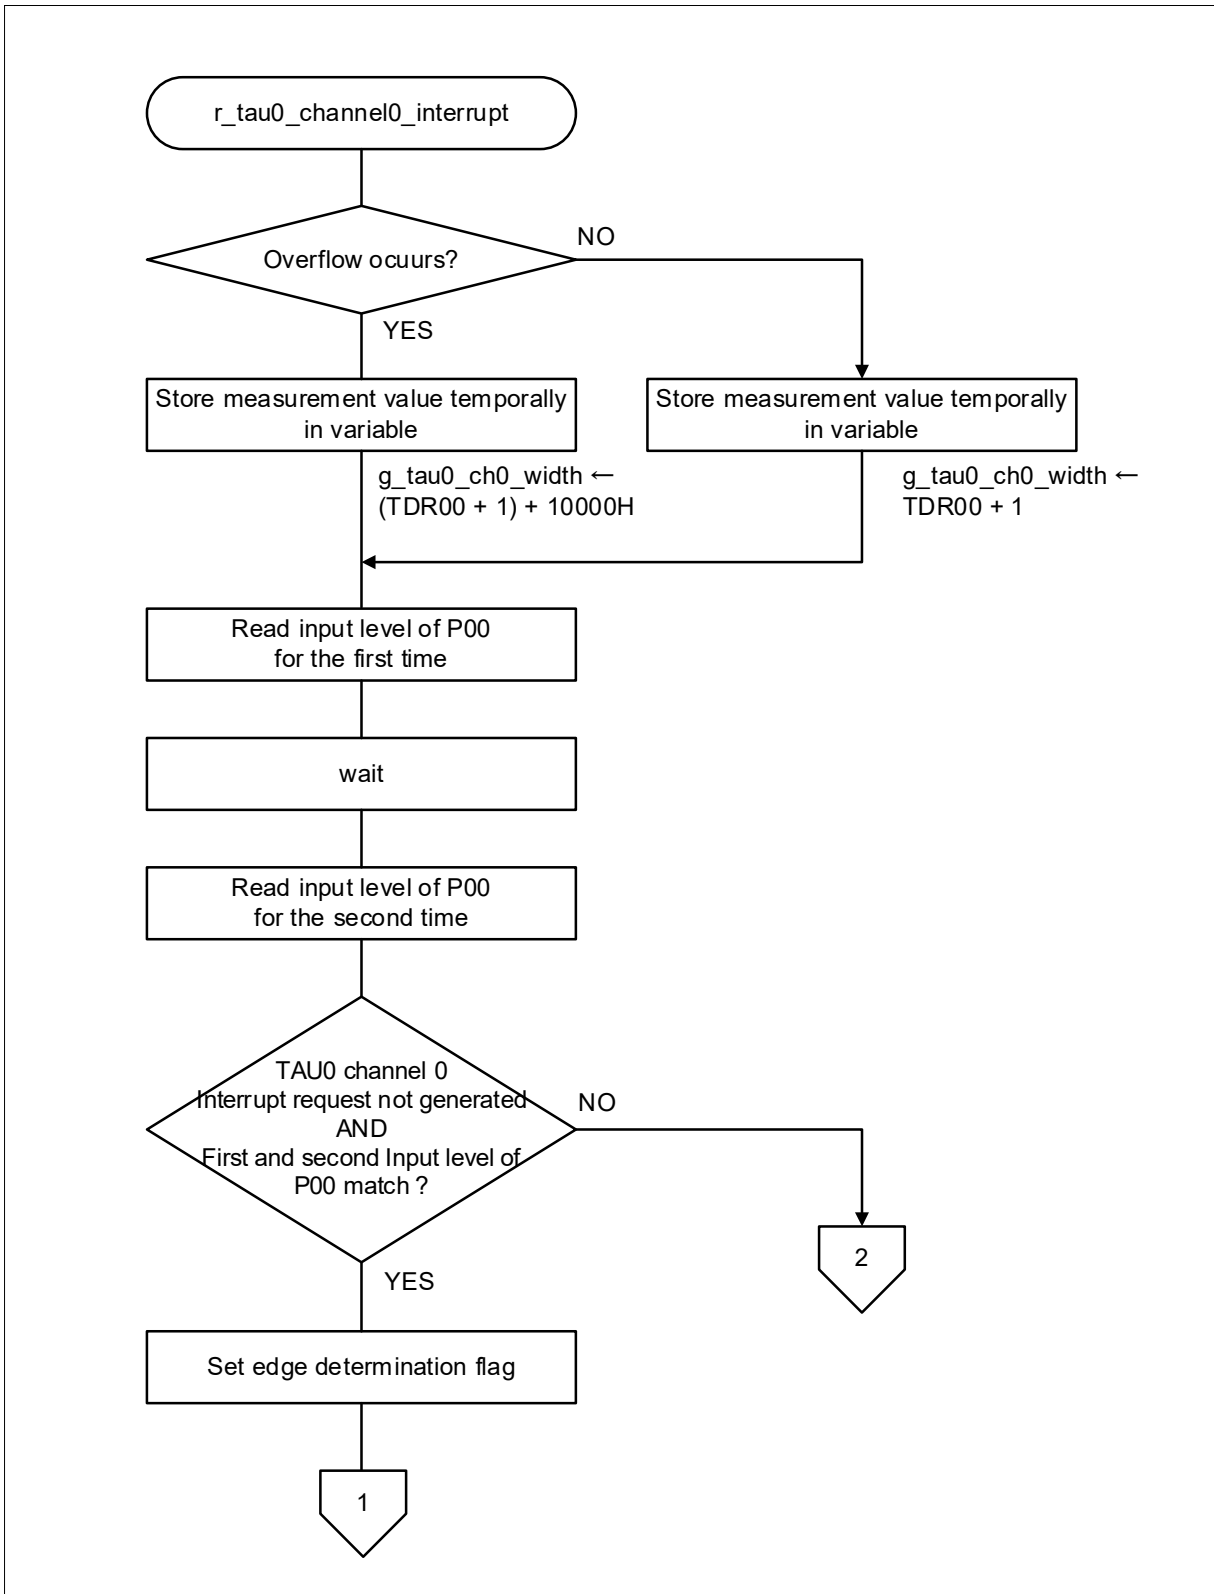 r_tau0_channel0_interrupt
Overflow ocuurs?
NO
YES
Store measurement value temporally
in variable
Store measurement value temporally
in variable
g_tau0_ch0_width ←
(TDR00 + 1) + 10000H
g_tau0_ch0_width ←
TDR00 + 1
Read input level of P00
for the first time
wait
Read input level of P00
for the second time
TAU0 channel 0
Interrupt request not generated
AND
First and second Input level of
P00 match ?
NO
2
YES
Set edge determination flag
1